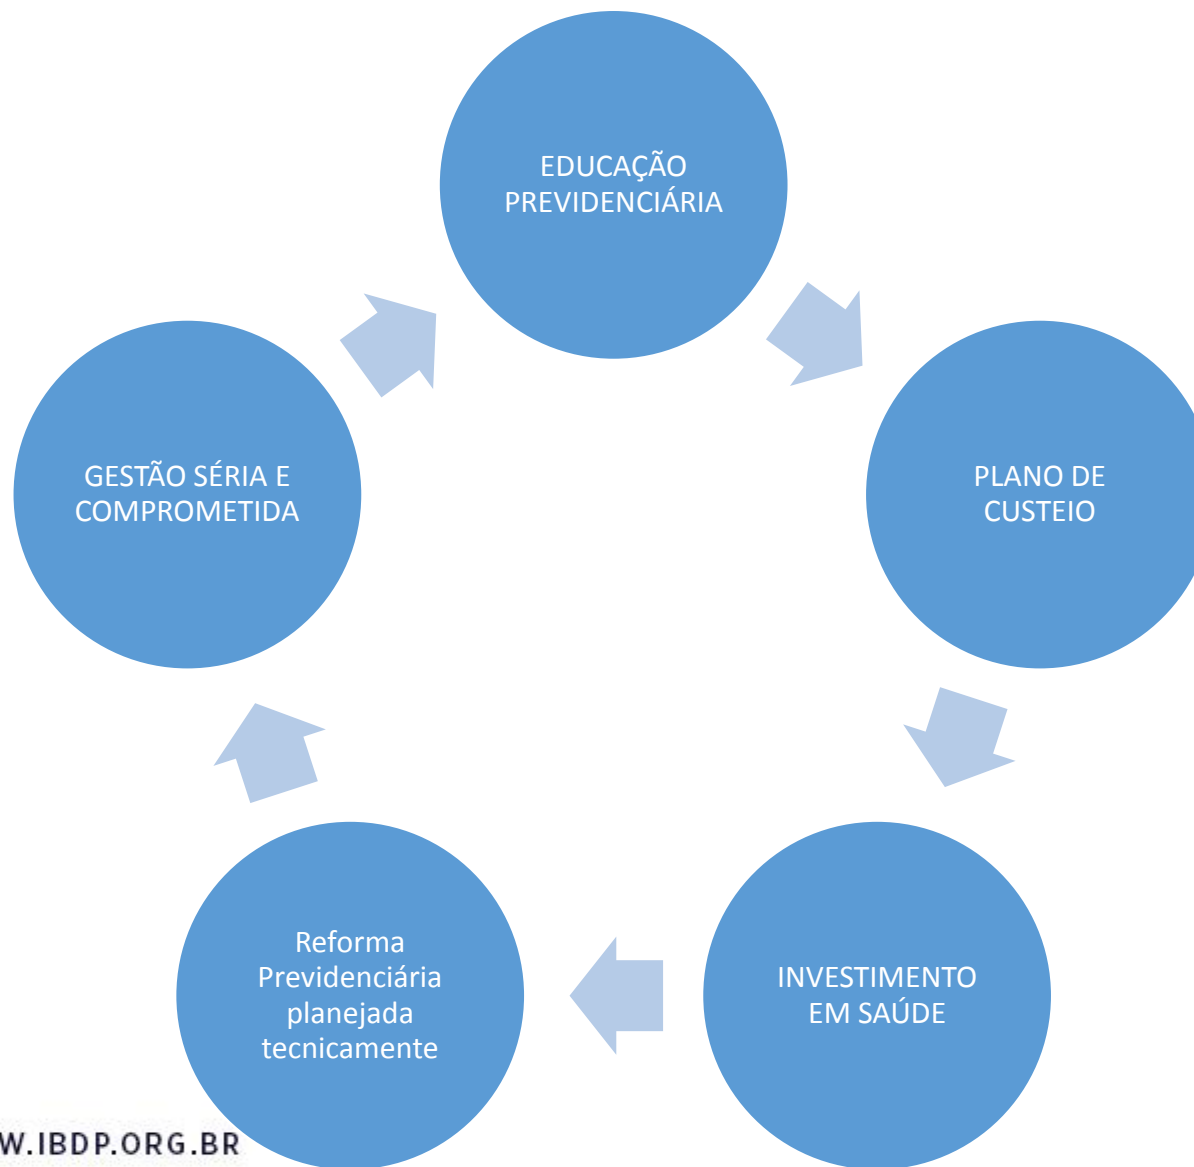 EDUCAÇÃO
PREVIDENCIÁRIA
PLANO DE
CUSTEIO
INVESTIMENTO
EM SAÚDE
Reforma
Previdenciária
planejada
tecnicamente
GESTÃO SÉRIA E
COMPROMETIDA
W.IBDP.ORG.BR